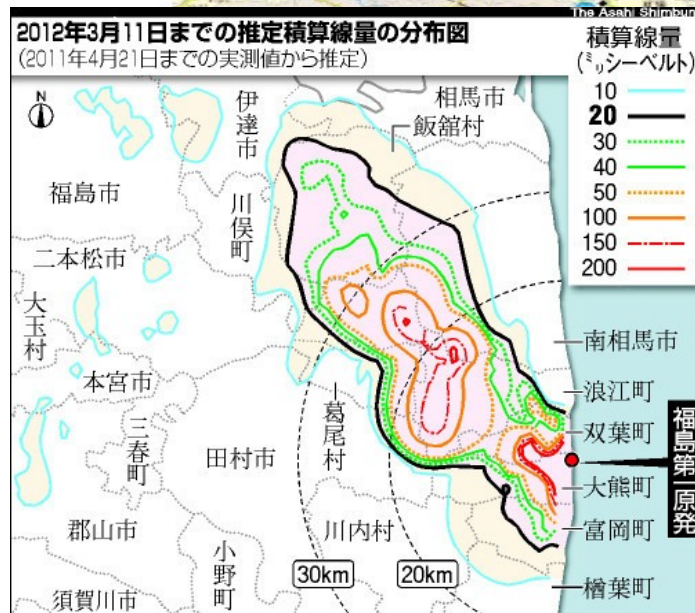 The Asahi Shimbun
2012年3月11日までの推定積算線量の分布図
(2011年4月21日までの実測値から推定)
積算線量
(ミリシーベルト)
10
20
30
40
50
100
150
200
N
伊達市
相馬市
飯舘村
福島市
川俣町
二本松市
大玉村
南相馬市
本宮市
浪江町
葛尾村
双葉町
三春町
田村市
福島第一原発
大熊町
郡山市
川内村
富岡町
小野町
30km
20km
須賀川市
楢葉町